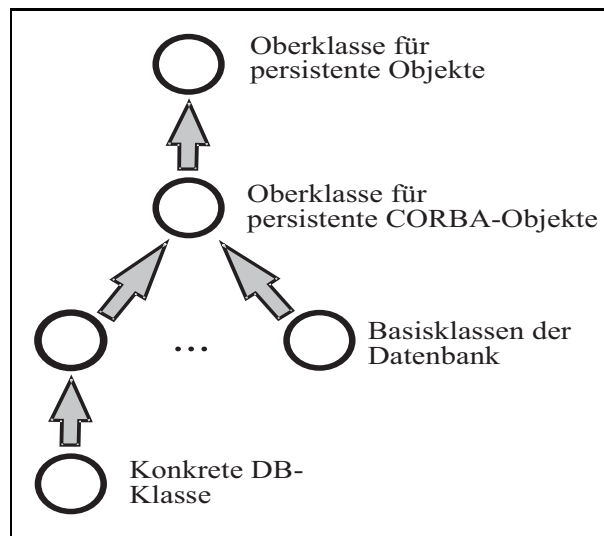 Oberklasse für
persistente Objekte
Oberklasse für
persistente CORBA-Objekte
...
Basisklassen der
Datenbank
Konkrete DB-
Klasse